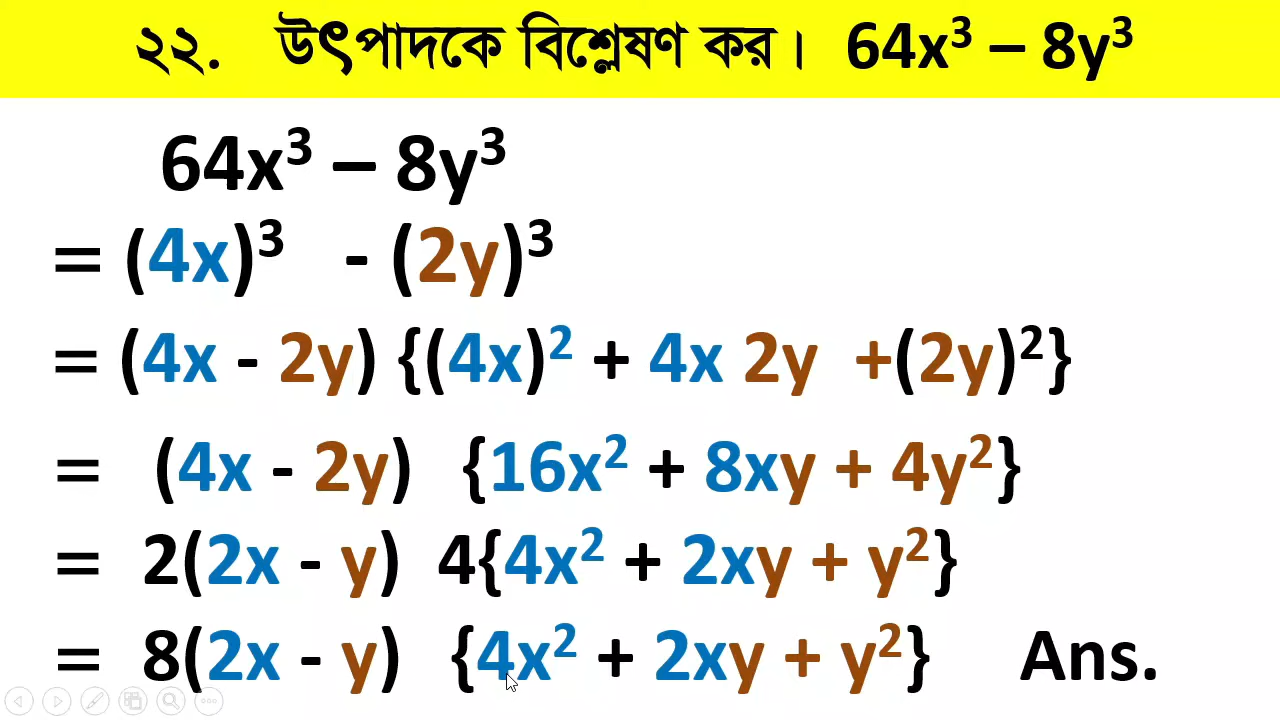 ২২. উৎপাদকে বিশ্লেষণ কর। 64x³ – 8y³
64x³ – 8y³
= (4x)³ - (2y)³
= (4x - 2y) {(4x)² + 4x 2y +(2y)²}
= (4x - 2y) {16x² + 8xy + 4y²}
= 2(2x - y) 4{4x² + 2xy + y²}
= 8(2x - y) {4x² + 2xy + y²} Ans.